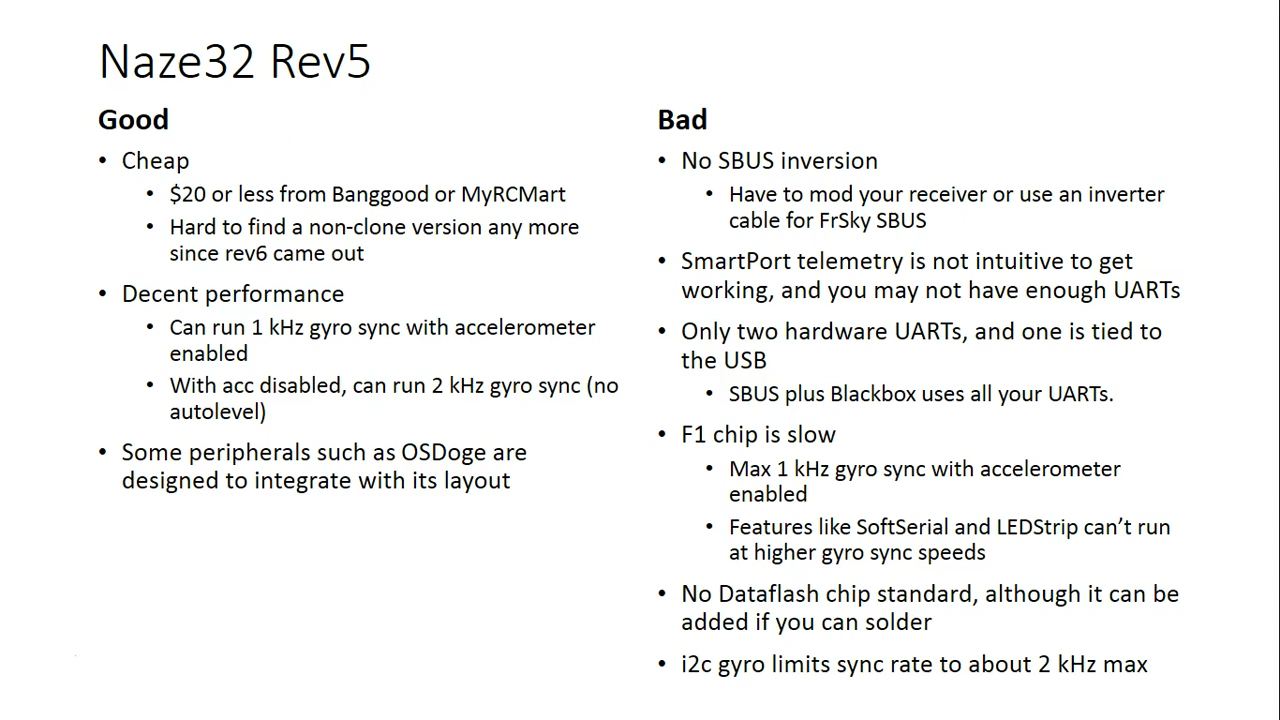 Naze32 Rev5
Good
• Cheap
• $20 or less from Banggood or MyRCMart
• Hard to find a non-clone version any more
since rev6 came out
• Decent performance
• Can run 1 kHz gyro sync with accelerometer
enabled
• With acc disabled, can run 2 kHz gyro sync (no
autolevel)
• Some peripherals such as OSDoge are
designed to integrate with its layout
Bad
• No SBUS inversion
• Have to mod your receiver or use an inverter
cable for FrSky SBUS
• SmartPort telemetry is not intuitive to get
working, and you may not have enough UARTs
• Only two hardware UARTs, and one is tied to
the USB
• SBUS plus Blackbox uses all your UARTs.
• F1 chip is slow
• Max 1 kHz gyro sync with accelerometer
enabled
• Features like SoftSerial and LEDStrip can’t run
at higher gyro sync speeds
• No Dataflash chip standard, although it can be
added if you can solder
• i2c gyro limits sync rate to about 2 kHz max